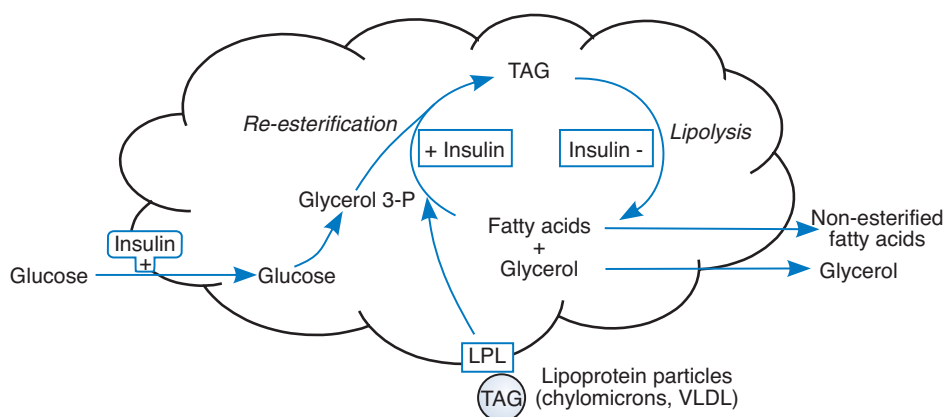 TAG
Re-esterification
+ Insulin
Insulin -
Lipolysis
Glycerol 3-P
Fatty acids
+
Glycerol
Non-esterified
fatty acids
Glycerol
Insulin
+
Glucose
Glucose
LPL
TAG
Lipoprotein particles
(chylomicrons, VLDL)